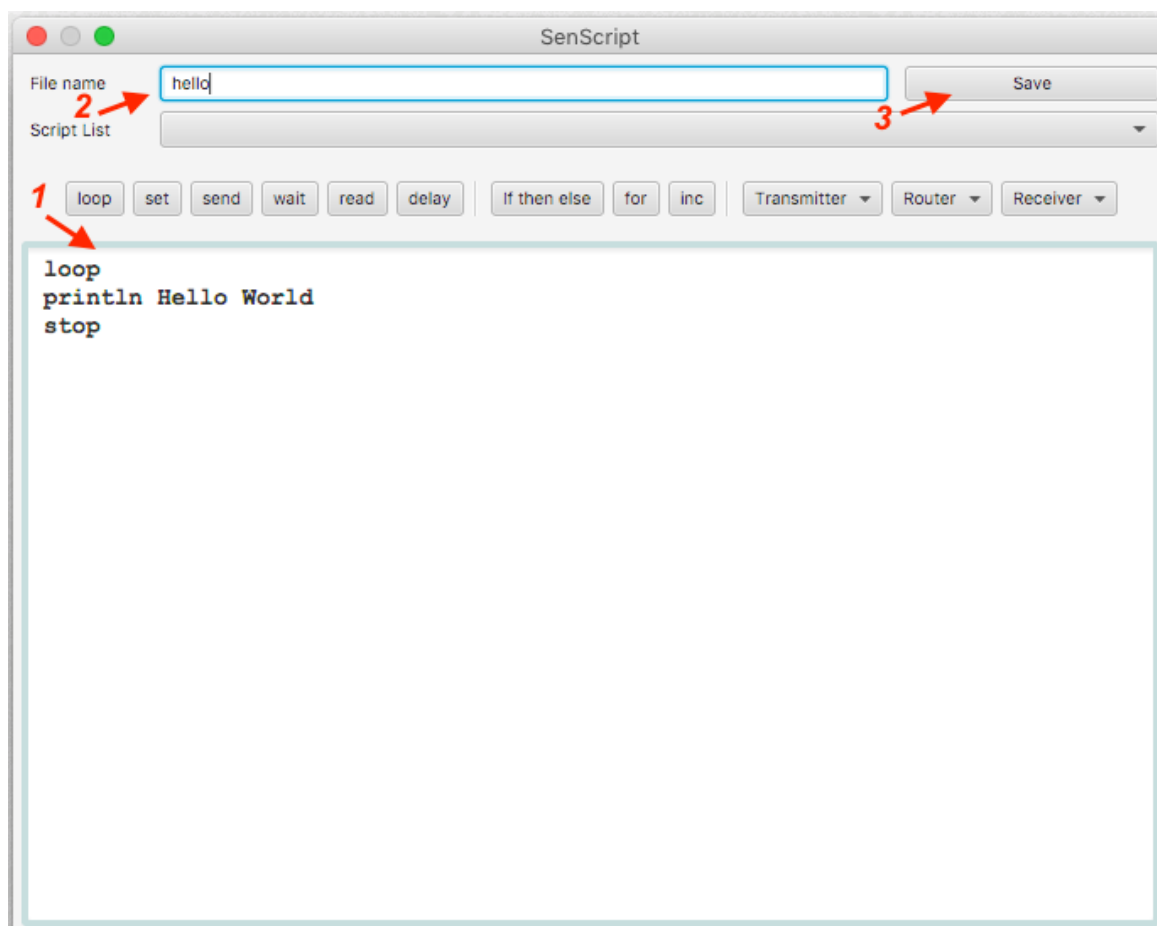 SenScript
File name hello Save
2
3
Script List
1
loop set send wait read delay If then else for inc Transmitter Router Receiver
loop
println Hello World
stop